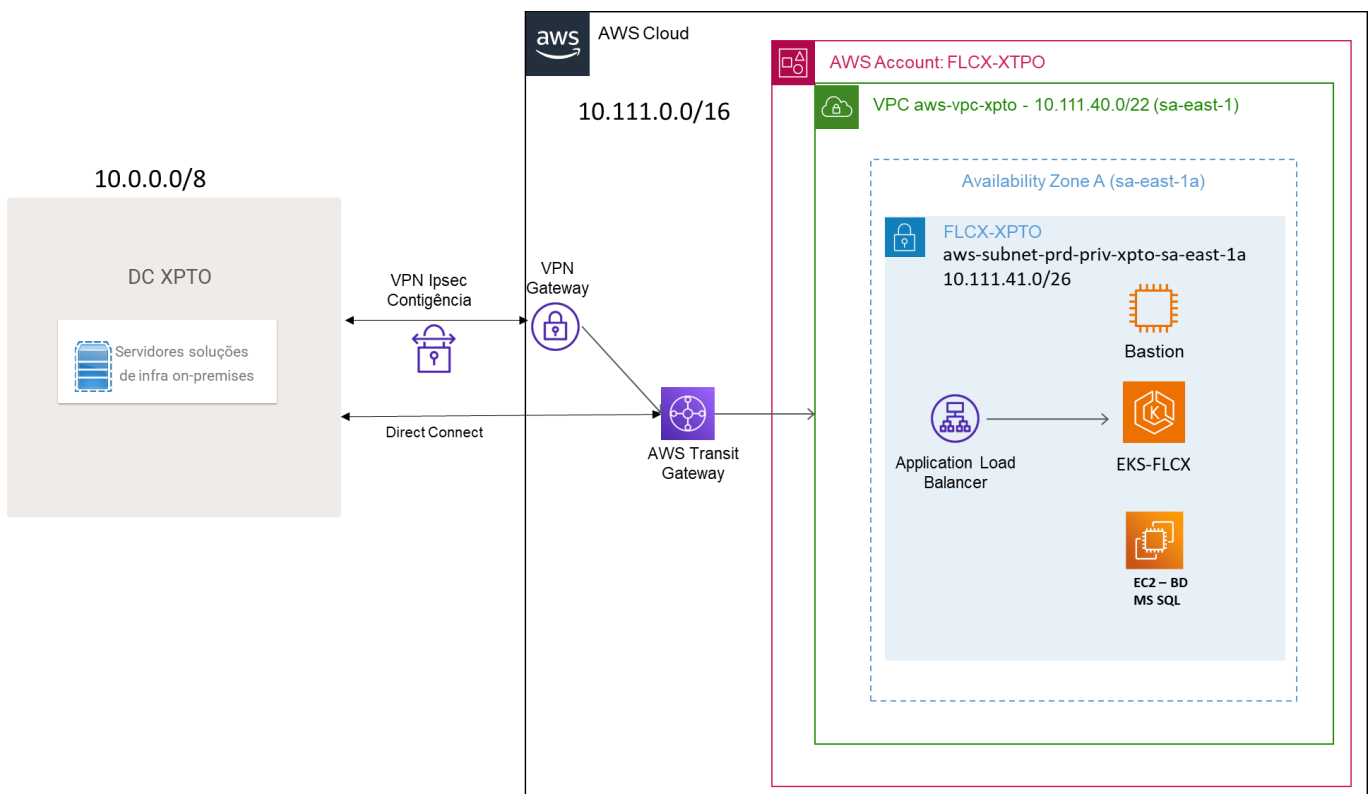 aws
AWS Cloud
AWS Account: FLCX-XTPO
10.111.0.0/16
VPC aws-vpc-xpto - 10.111.40.0/22 (sa-east-1)
10.0.0.0/8
Availability Zone A (sa-east-1a)
FLCX-XPTO
aws-subnet-prd-priv-xpto-sa-east-1a
10.111.41.0/26
DC XPTO
Servidores soluções
de infra on-premises
VPN Ipsec
Contigência
VPN
Gateway
Direct Connect
AWS Transit
Gateway
Bastion
Application Load
Balancer
K
EKS-FLCX
EC2 – BD
MS SQL